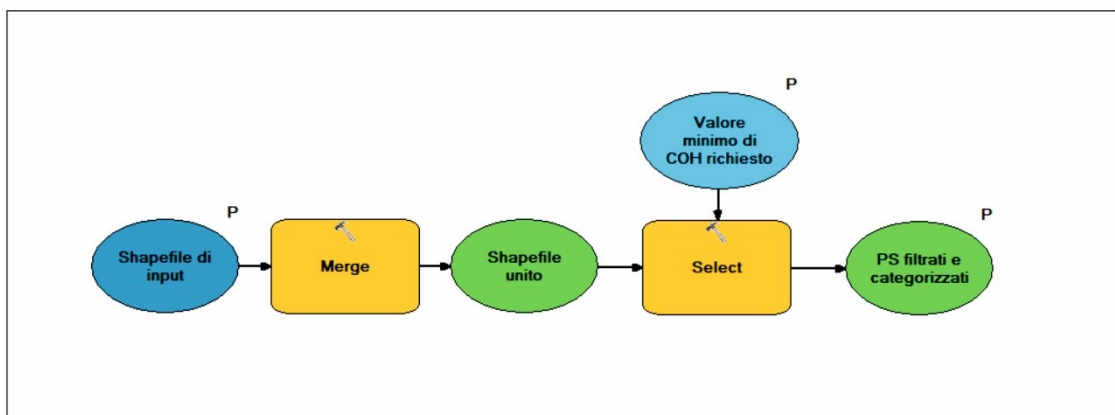 P
Valore
minimo di
COH richiesto
P
Shapefile di
input
Merge
Shapefile
unito
Select
P
PS filtrati e
categorizzati